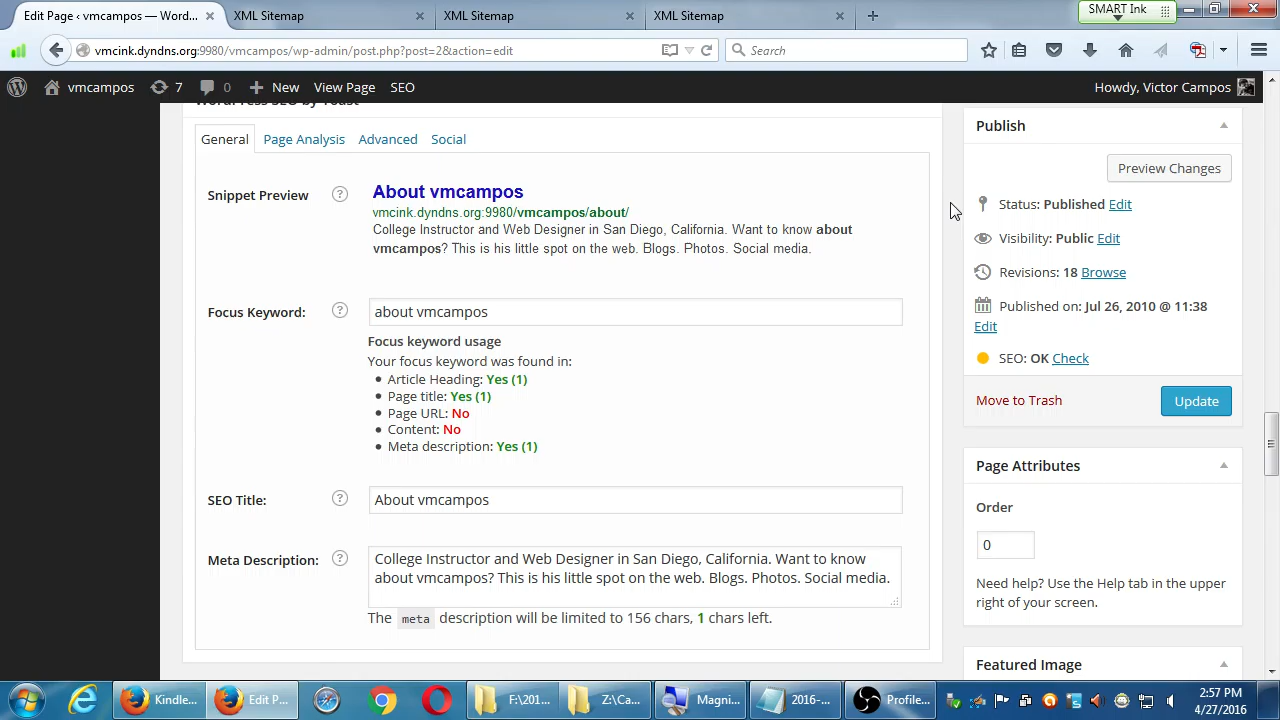 Edit Page ‹ vmcampos — Wor...
XML Sitemap
XML Sitemap
XML Sitemap
SMART Ink
vmcink.dyndns.org:9980/vmcampos/wp-admin/post.php?post=2&action=edit
Search
vmcampos
7
0
New
View Page
SEO
Howdy, Victor Campos
WordPress SEO by Yoast
General
Page Analysis
Advanced
Social
Snippet Preview
?
About vmcampos
vmcink.dyndns.org:9980/vmcampos/about/
College Instructor and Web Designer in San Diego, California. Want to know about
vmcampos? This is his little spot on the web. Blogs. Photos. Social media.
Focus Keyword:
?
about vmcampos
Focus keyword usage
Your focus keyword was found in:
Article Heading: Yes (1)
Page title: Yes (1)
Page URL: No
Content: No
Meta description: Yes (1)
SEO Title:
?
About vmcampos
Meta Description:
?
College Instructor and Web Designer in San Diego, California. Want to know
about vmcampos? This is his little spot on the web. Blogs. Photos. Social media.
The meta description will be limited to 156 chars, 1 chars left.
Publish
Preview Changes
Status: Published Edit
Visibility: Public Edit
Revisions: 18 Browse
Published on: Jul 26, 2010 @ 11:38
Edit
SEO: OK Check
Move to Trash
Update
Page Attributes
Order
0
Need help? Use the Help tab in the upper
right of your screen.
Featured Image
Kindle...
Edit P...
F:\201...
Z:\Ca...
Magni...
2016-...
Profile...
2:57 PM
4/27/2016